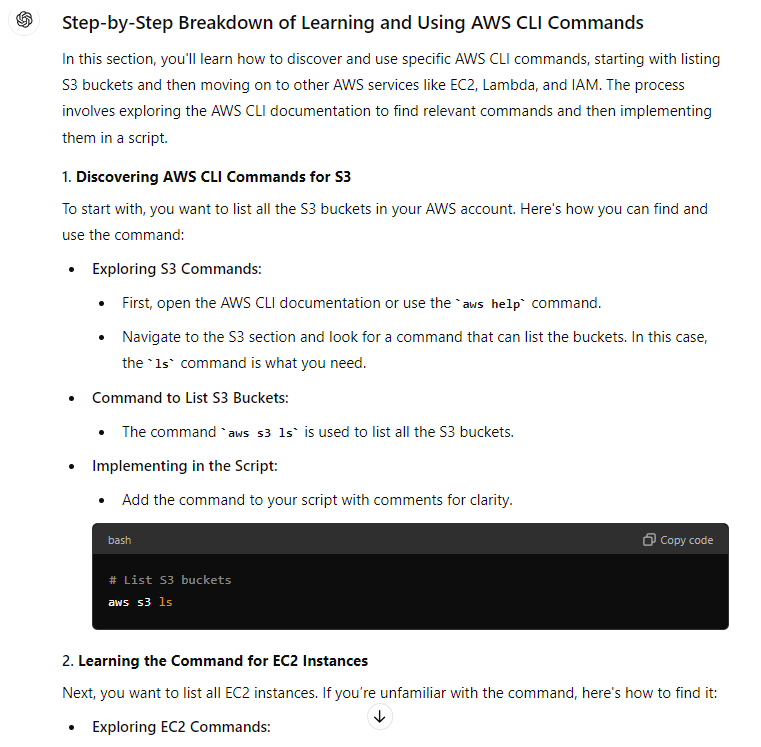 Step-by-Step Breakdown of Learning and Using AWS CLI Commands
In this section, you'll learn how to discover and use specific AWS CLI commands, starting with listing
S3 buckets and then moving on to other AWS services like EC2, Lambda, and IAM. The process
involves exploring the AWS CLI documentation to find relevant commands and then implementing
them in a script.
1. Discovering AWS CLI Commands for S3
To start with, you want to list all the S3 buckets in your AWS account. Here's how you can find and
use the command:
• Exploring S3 Commands:
• First, open the AWS CLI documentation or use the `aws help` command.
• Navigate to the S3 section and look for a command that can list the buckets. In this case,
the `ls` command is what you need.
• Command to List S3 Buckets:
• The command `aws s3 ls` is used to list all the S3 buckets.
• Implementing in the Script:
• Add the command to your script with comments for clarity.
bash Copy code
# List S3 buckets
aws s3 ls
2. Learning the Command for EC2 Instances
Next, you want to list all EC2 instances. If you’re unfamiliar with the command, here's how to find it:
• Exploring EC2 Commands: